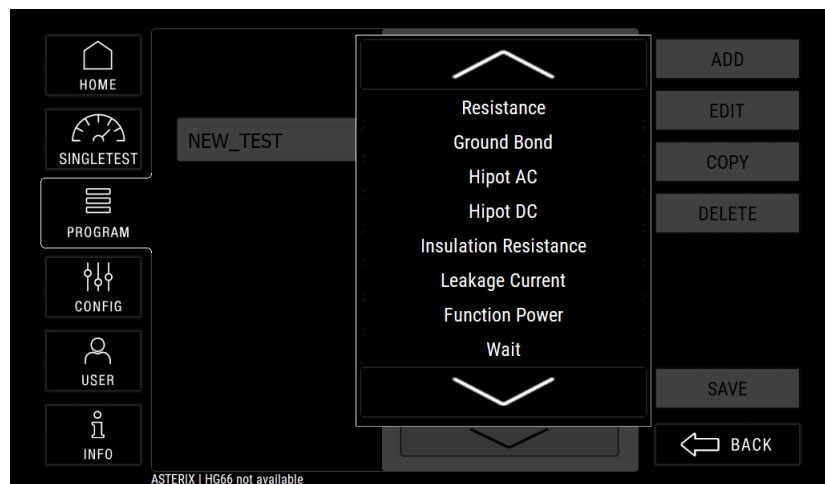 HOME
SINGLETEST
PROGRAM
CONFIG
USER
INFO
NEW_TEST
Resistance
Ground Bond
Hipot AC
Hipot DC
Insulation Resistance
Leakage Current
Function Power
Wait
ADD
EDIT
COPY
DELETE
SAVE
BACK
ASTERIX | HG66 not available